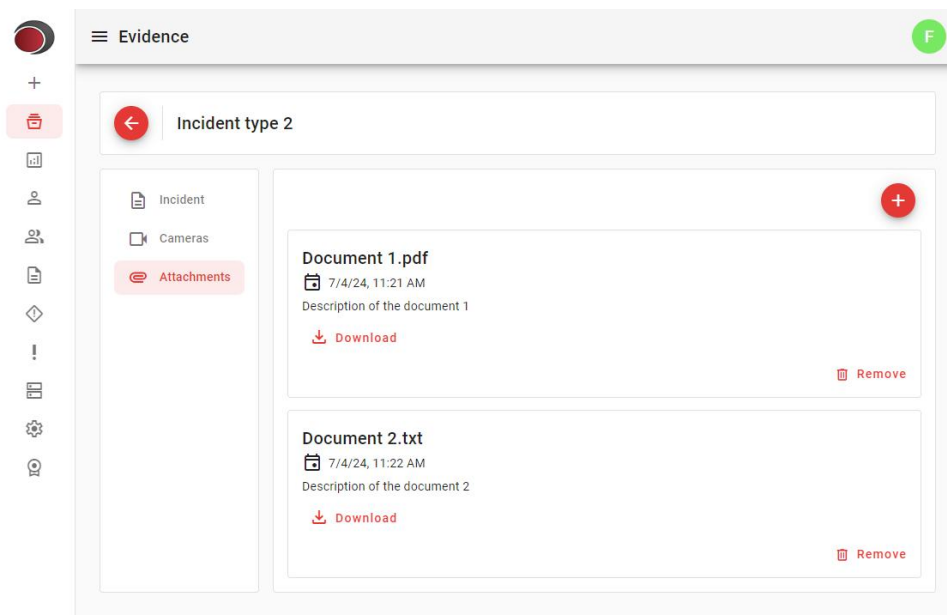 Evidence
F
Incident type 2
Incident
Cameras
Attachments
Document 1.pdf
7/4/24, 11:21 AM
Description of the document 1
Download
Remove
Document 2.txt
7/4/24, 11:22 AM
Description of the document 2
Download
Remove